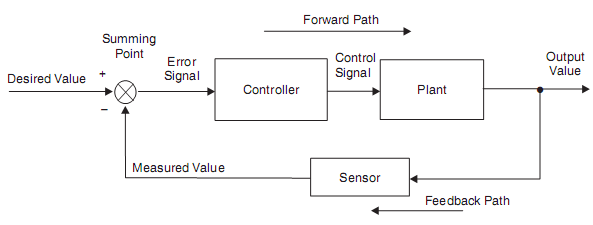 Forward Path
Summing
Point
Error
Signal
Control
Signal
Output
Value
Desired Value
+
Controller
Plant
−
Measured Value
Sensor
Feedback Path